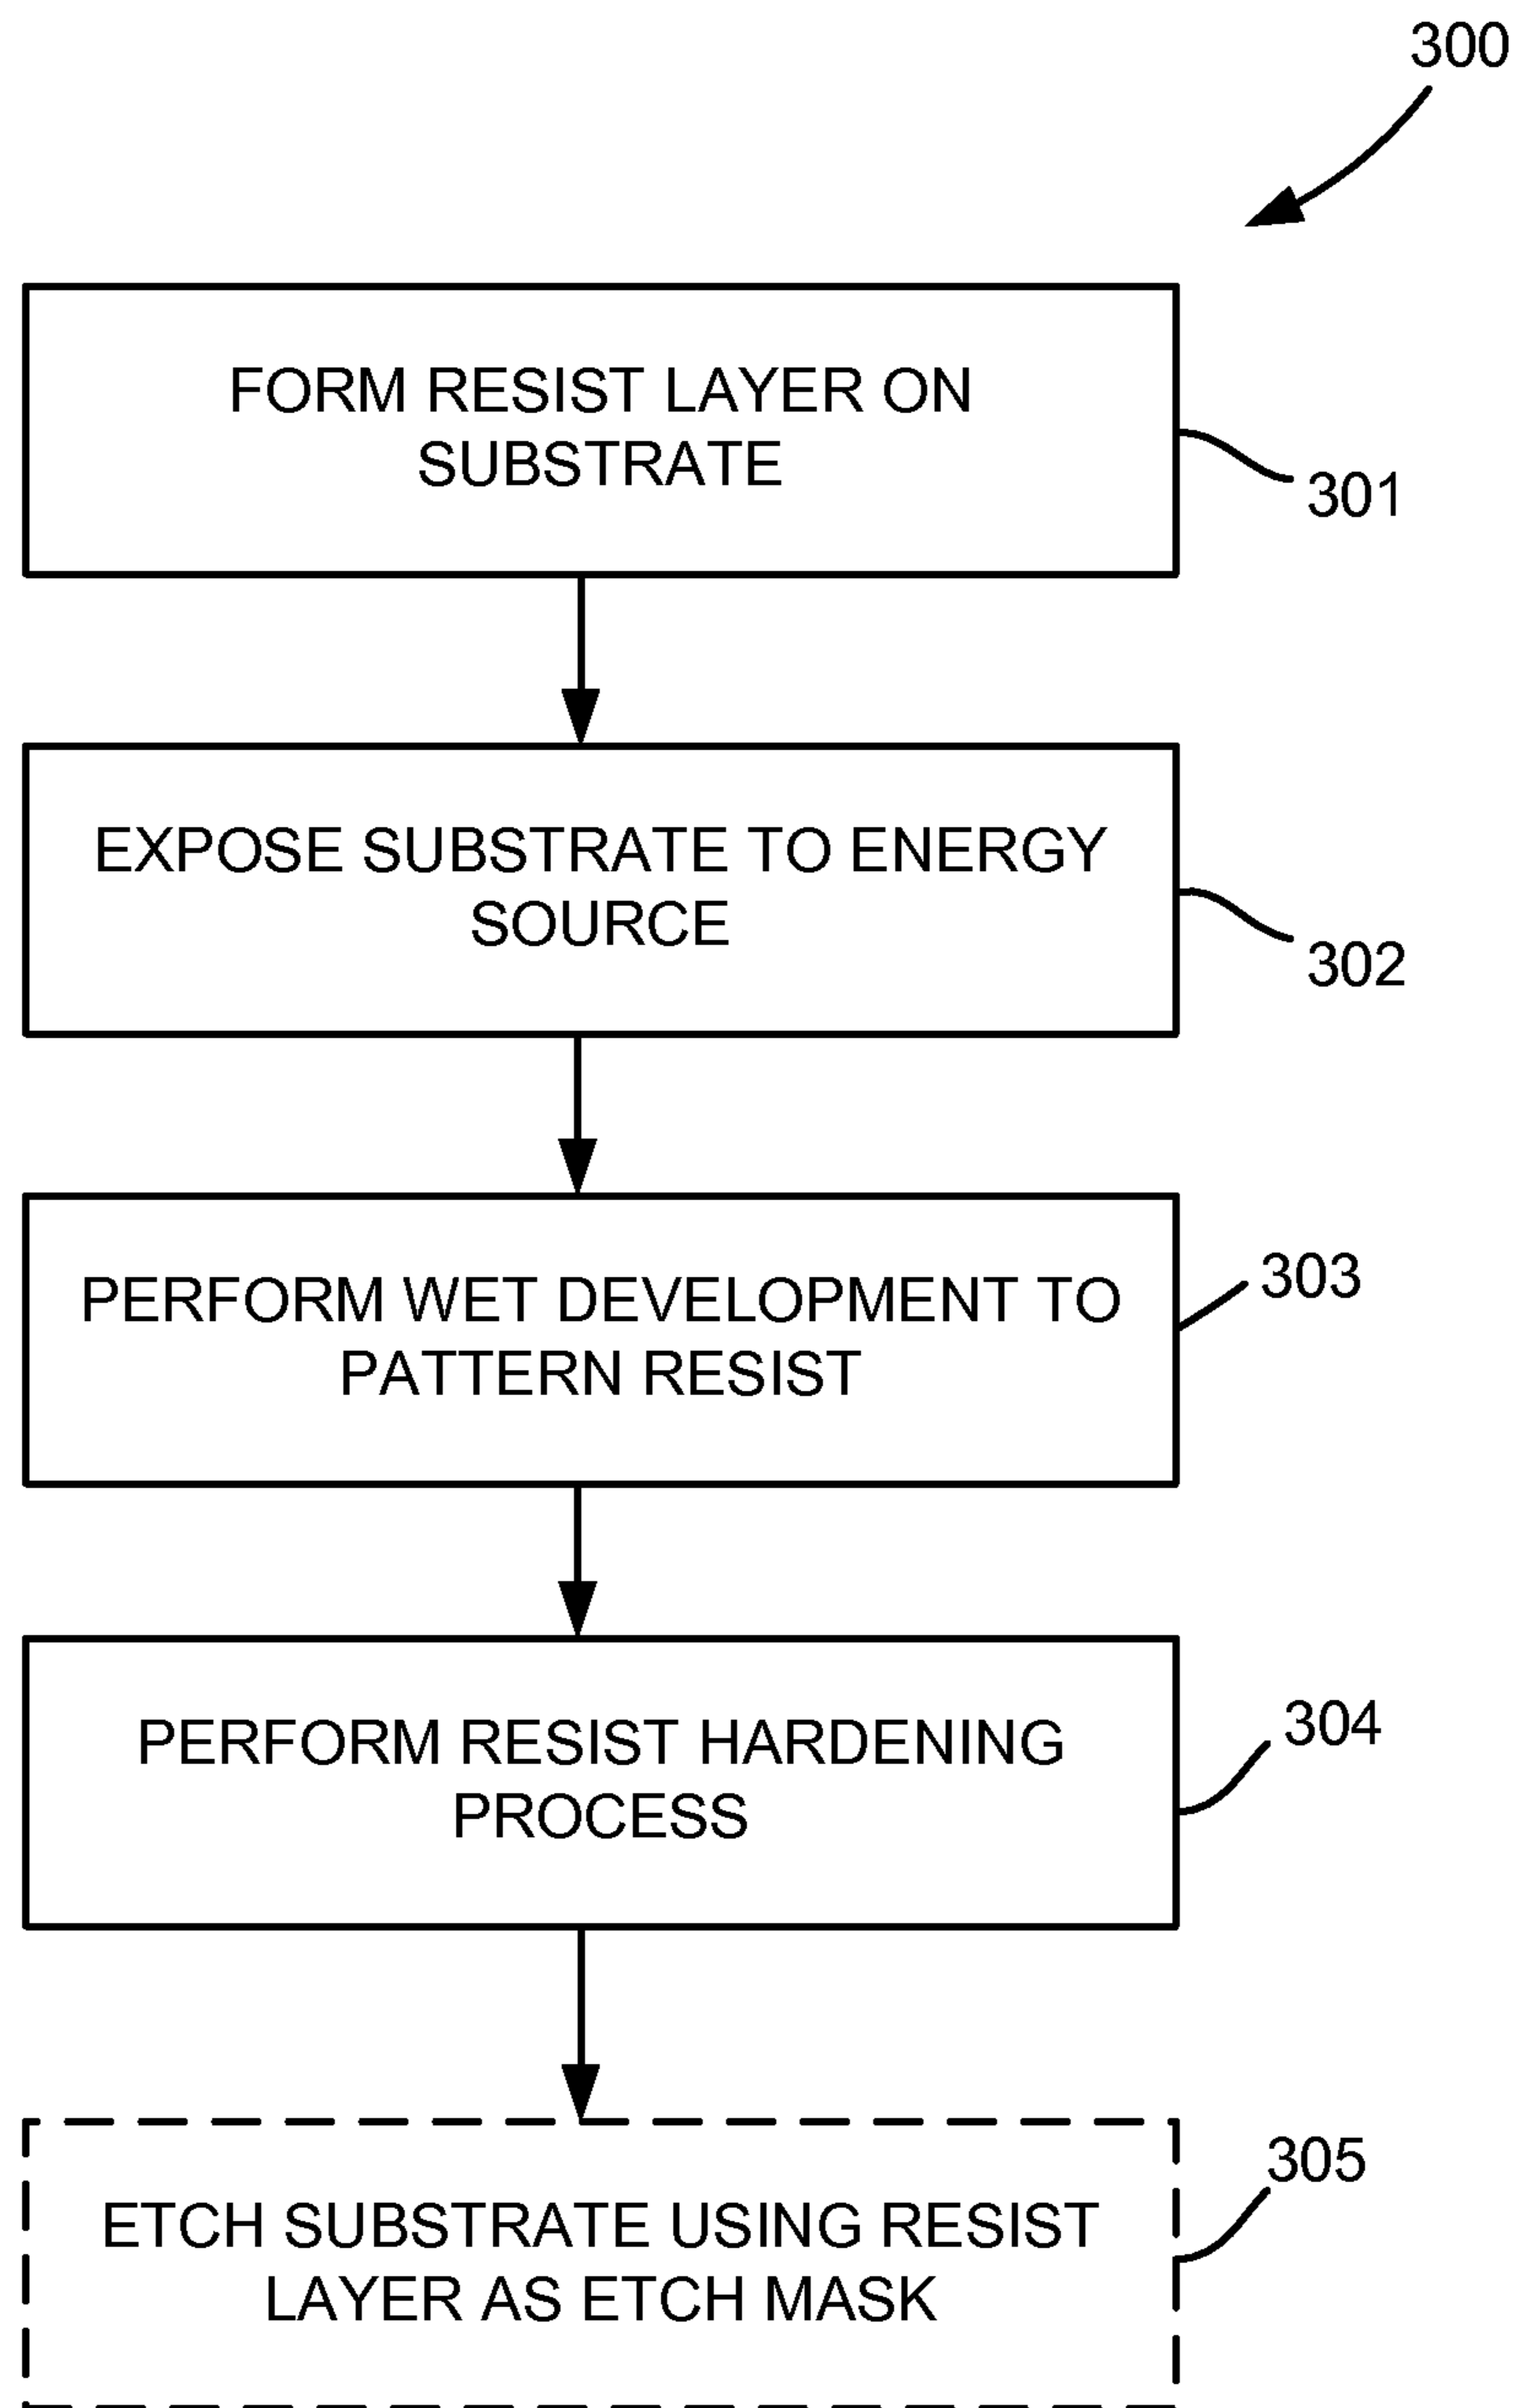 300
FORM RESIST LAYER ON
SUBSTRATE
301
EXPOSE SUBSTRATE TO ENERGY
SOURCE
302
PERFORM WET DEVELOPMENT TO
PATTERN RESIST
303
PERFORM RESIST HARDENING
PROCESS
304
ETCH SUBSTRATE USING RESIST
LAYER AS ETCH MASK
305